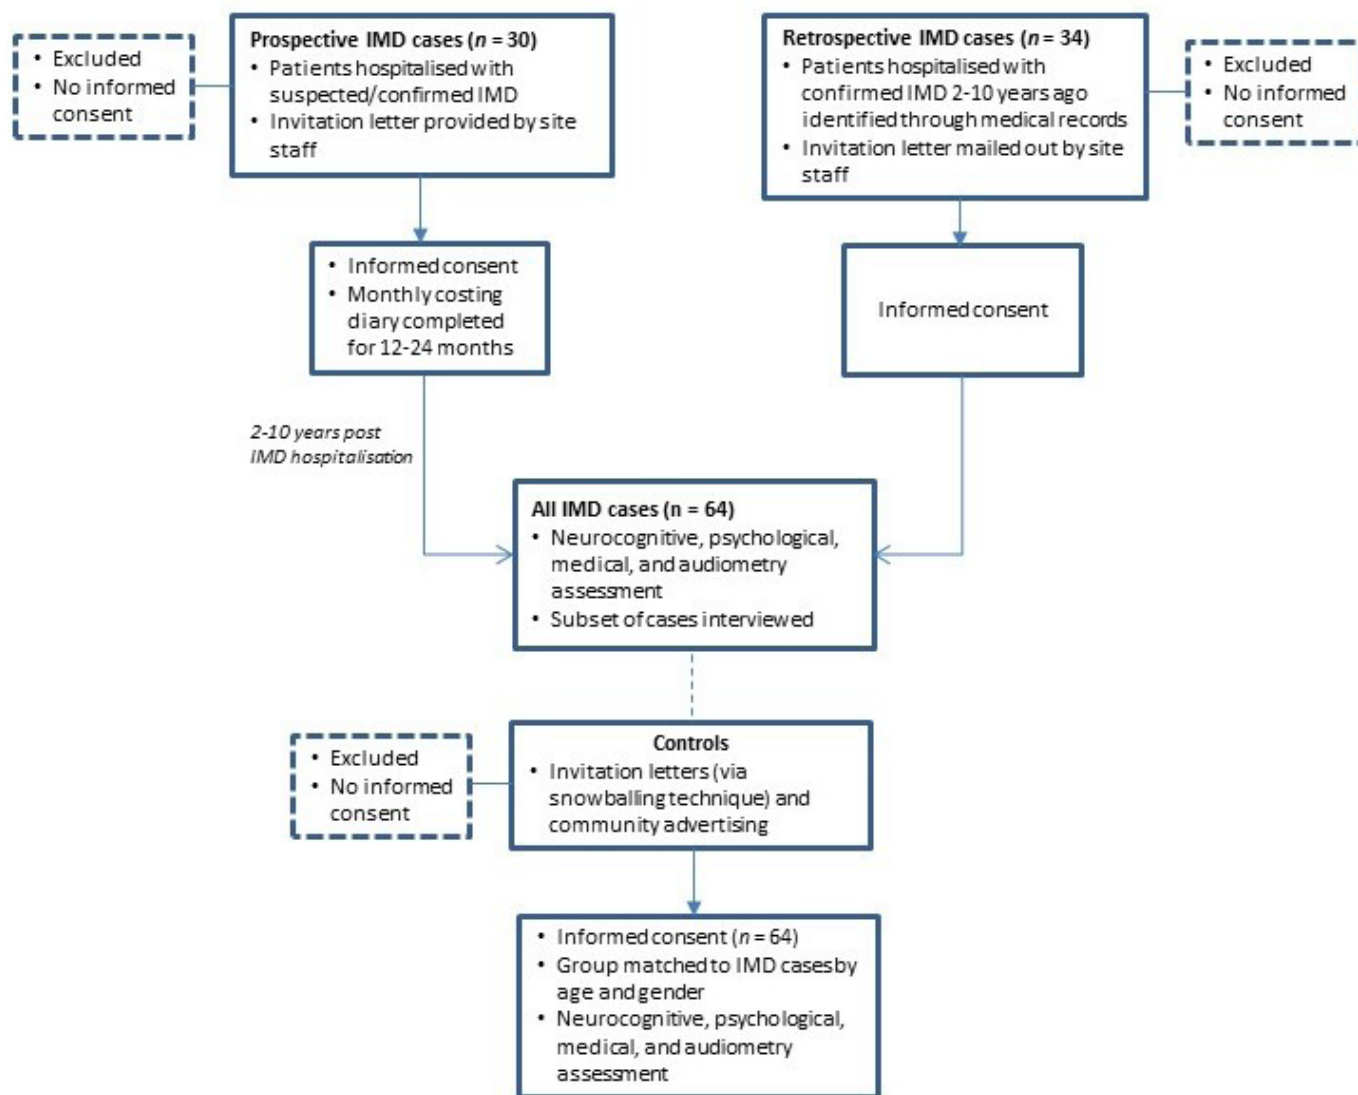 • Excluded
• No informed
consent
Prospective IMD cases (n = 30)
• Patients hospitalised with
suspected/confirmed IMD
• Invitation letter provided by site
staff
Retrospective IMD cases (n = 34)
• Patients hospitalised with
confirmed IMD 2-10 years ago
identified through medical records
• Invitation letter mailed out by site
staff
• Excluded
• No informed
consent
• Informed consent
• Monthly costing
diary completed
for 12-24 months
Informed consent
2-10 years post
IMD hospitalisation
All IMD cases (n = 64)
• Neurocognitive, psychological,
medical, and audiometry
assessment
• Subset of cases interviewed
• Excluded
• No informed
consent
Controls
• Invitation letters (via
snowballing technique) and
community advertising
• Informed consent (n = 64)
• Group matched to IMD cases by
age and gender
• Neurocognitive, psychological,
medical, and audiometry
assessment